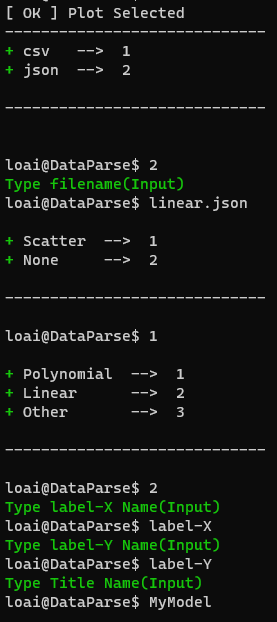 [ OK ] Plot Selected
-----------------------------
+ csv   -->  1
+ json  -->  2
-----------------------------
loai@DataParse$ 2
Type filename(Input)
loai@DataParse$ linear.json
+ Scatter  -->  1
+ None     -->  2
-----------------------------
loai@DataParse$ 1
+ Polynomial  -->  1
+ Linear      -->  2
+ Other       -->  3
-----------------------------
loai@DataParse$ 2
Type label-X Name(Input)
loai@DataParse$ label-X
Type label-Y Name(Input)
loai@DataParse$ label-Y
Type Title Name(Input)
loai@DataParse$ MyModel